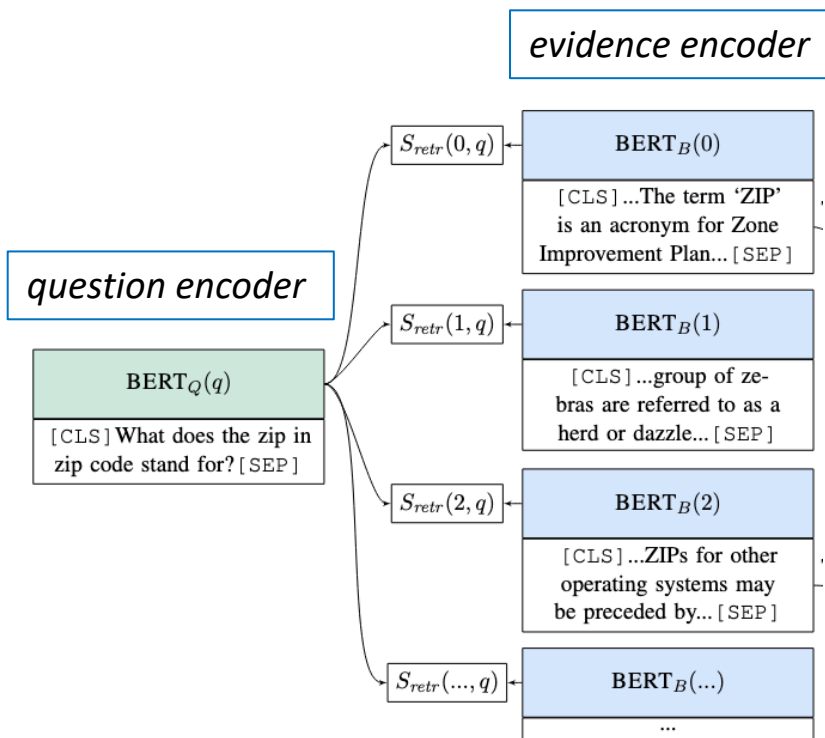 evidence encoder
question encoder
BERT_Q(q)
[CLS]What does the zip in
zip code stand for?[SEP]
S_retr(0, q)
BERT_B(0)
[CLS]...The term ‘ZIP’
is an acronym for Zone
Improvement Plan...[SEP]
S_retr(1, q)
BERT_B(1)
[CLS]...group of ze-
bras are referred to as a
herd or dazzle...[SEP]
S_retr(2, q)
BERT_B(2)
[CLS]...ZIPs for other
operating systems may
be preceded by...[SEP]
S_retr(..., q)
BERT_B(...)
...